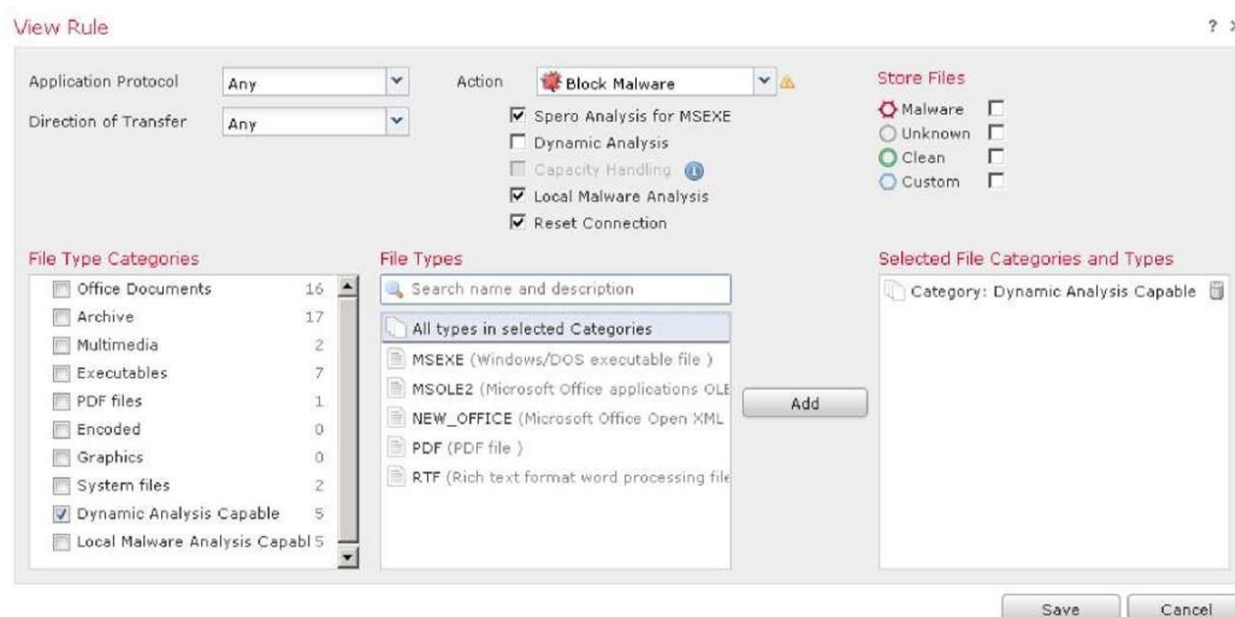 View Rule
?
Application Protocol
Any
Action
Block Malware
Store Files
Direction of Transfer
Any
Spero Analysis for MSEXE
Dynamic Analysis
Capacity Handling
Local Malware Analysis
Reset Connection
Malware
Unknown
Clean
Custom
File Type Categories
Office Documents 16
Archive 17
Multimedia 2
Executables 7
PDF files 1
Encoded 0
Graphics 0
System files 2
Dynamic Analysis Capable 5
Local Malware Analysis Capabl 5
File Types
Search name and description
All types in selected Categories
MSEXE (Windows/DOS executable file )
MSOLE2 (Microsoft Office applications OLE
NEW_OFFICE (Microsoft Office Open XML
PDF (PDF file )
RTF (Rich text format word processing file
Add
Selected File Categories and Types
Category: Dynamic Analysis Capable
Save
Cancel